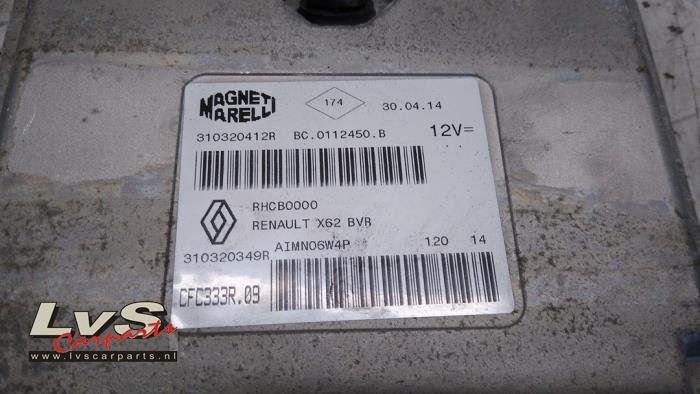 MAGNETI
MARELLI
174
30.04.14
310320412R BC.0112450.B 12V=
RHCB0000
RENAULT X62 BVR
AIMN06W4P 120 14
310320349R
CFC333R.09
LvS
Carparts
www.lvscarparts.nl